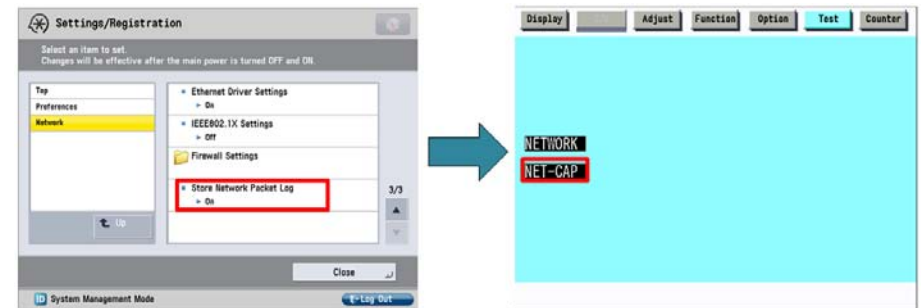 Settings/Registration
Select an item to set.
Changes will be effective after the main power is turned OFF and ON.
Top
Preferences
Network
Up
Ethernet Driver Settings
On
IEEE802.1X Settings
Off
Firewall Settings
Store Network Packet Log
On
3/3
Close
ID System Management Mode
Log Out
Display
Adjust
Function
Option
Test
Counter
NETWORK
NET-CAP